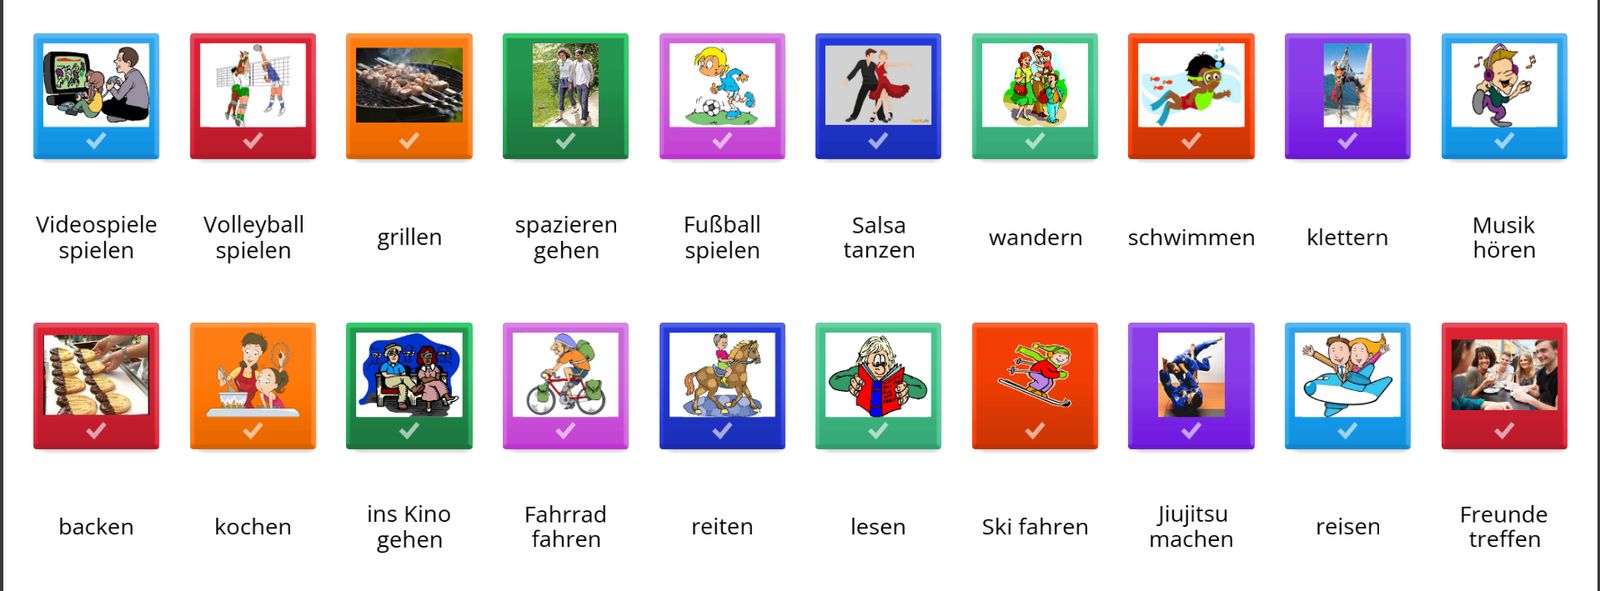 Videospiele
spielen
Volleyball
spielen
grillen
spazieren
gehen
Fußball
spielen
Salsa
tanzen
wandern
schwimmen
klettern
Musik
hören
backen
kochen
ins Kino
gehen
Fahrrad
fahren
reiten
lesen
Ski fahren
Jiujitsu
machen
reisen
Freunde
treffen